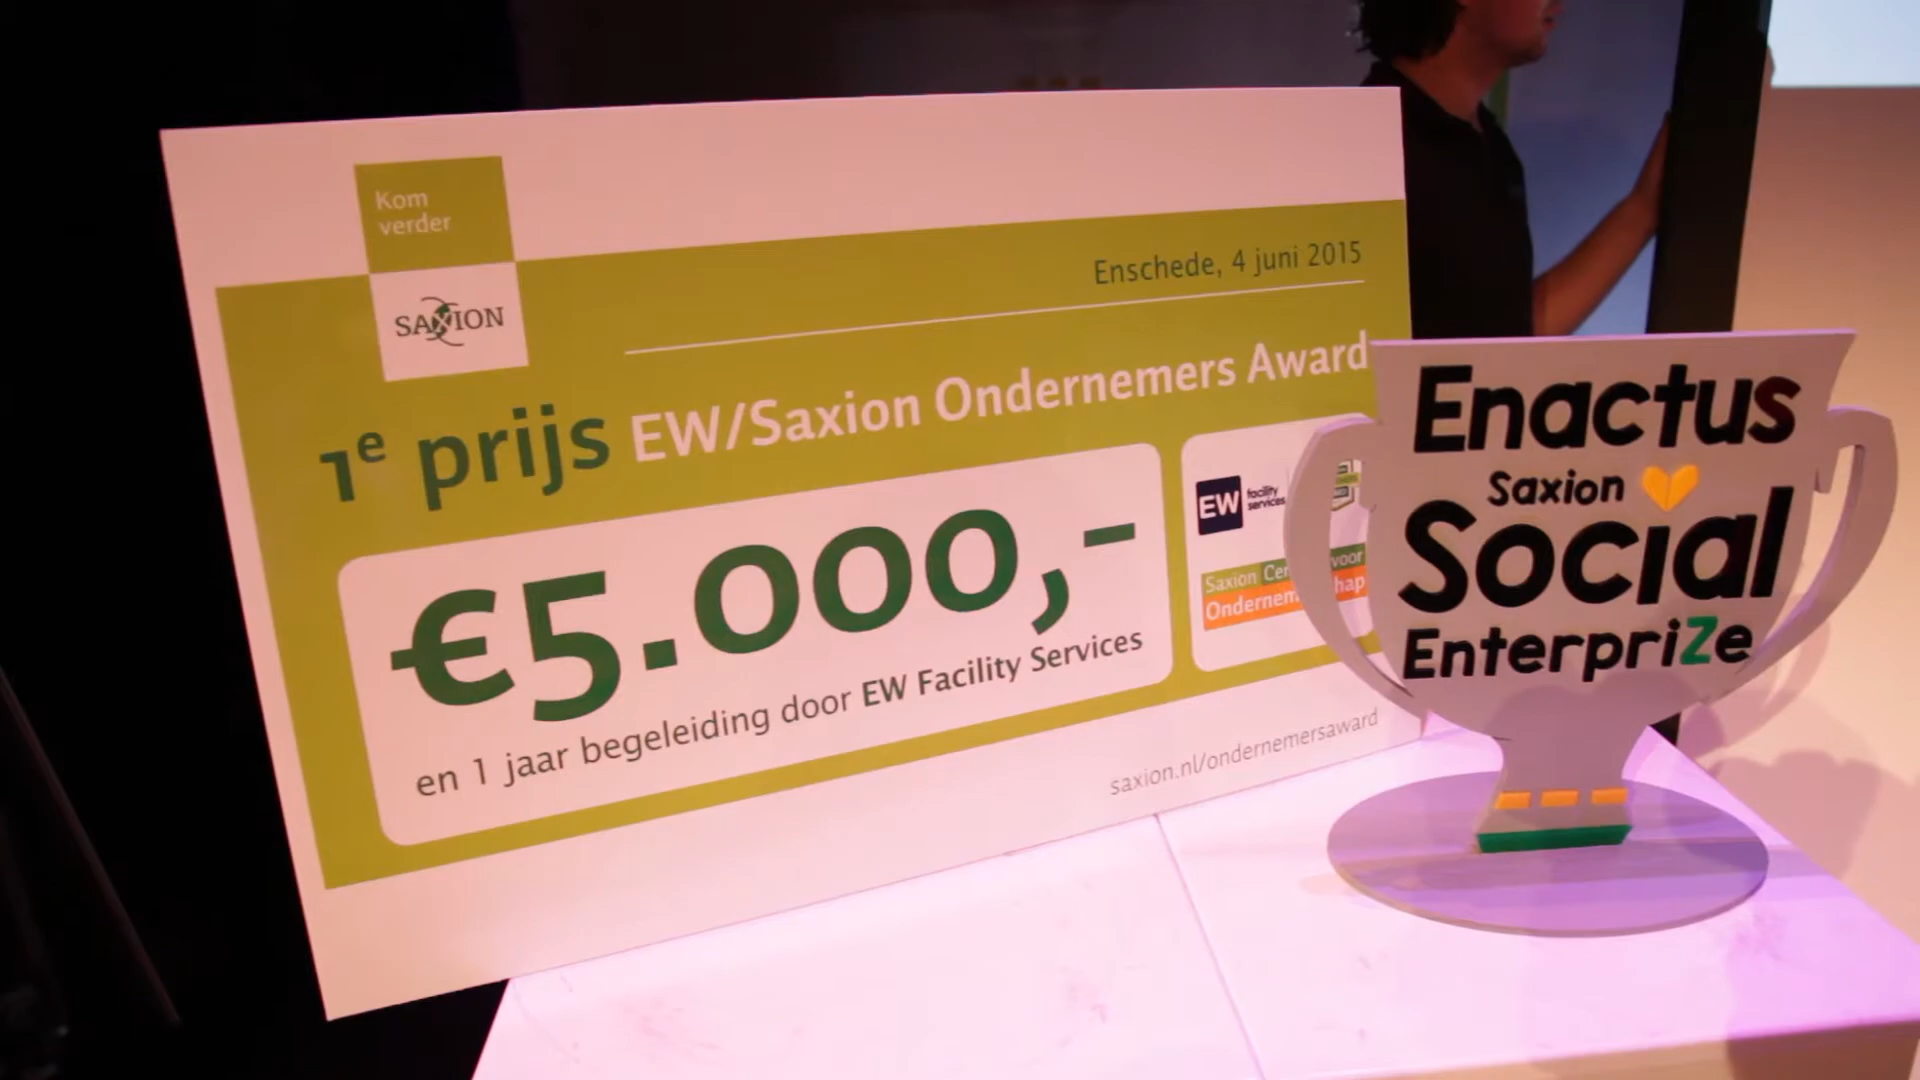 Kom
verder
SAXION
Enschede, 4 juni 2015
1e prijs EW/Saxion Ondernemers Award
€5.000,-
en 1 jaar begeleiding door EW Facility Services
EW facility
services
Saxion voor
saxion.nl/ondernemersaward
Enactus
Saxion
Social
EnterpriZe